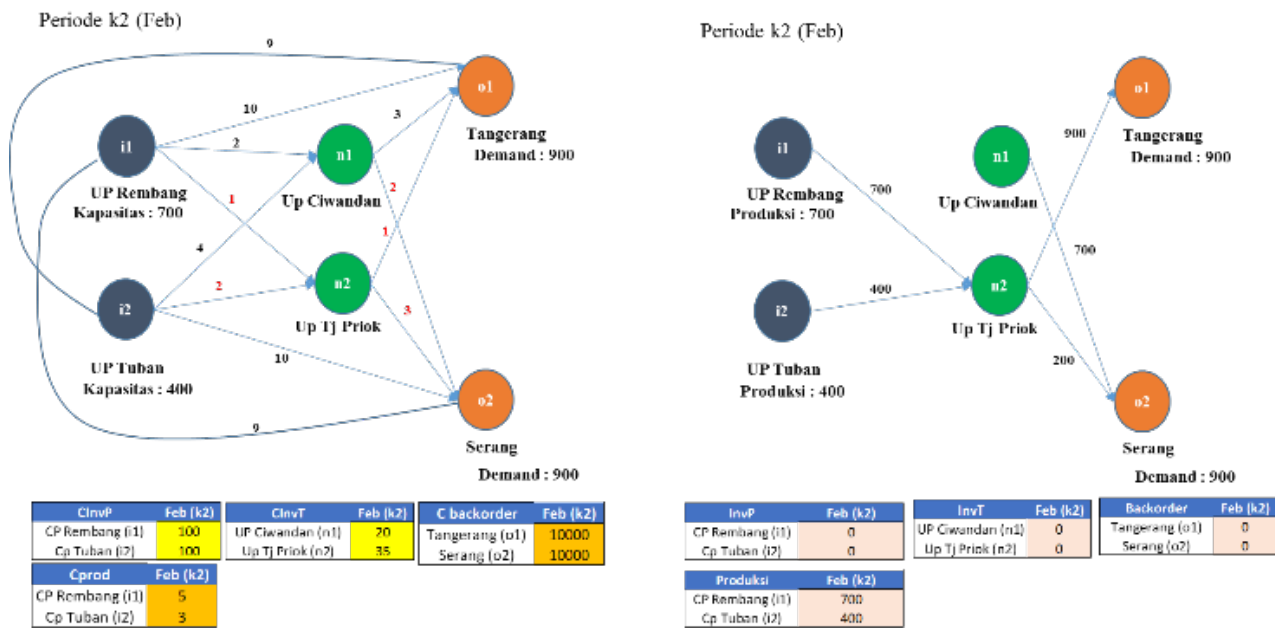 Periode k2 (Feb)
9
10
o1
3
Tangerang
Demand : 900
i1
2
n1
UP Rembang
Kapasitas : 700
1
Up Ciwandan
2
1
4
2
n2
3
i2
Up Tj Priok
10
UP Tuban
Kapasitas : 400
o2
9
Serang
Demand : 900
CInvP Feb (k2)
CP Rembang (i1) 100
Cp Tuban (i2) 100
CInvT Feb (k2)
UP Ciwandan (n1) 20
Up Tj Priok (n2) 35
C backorder Feb (k2)
Tangerang (o1) 10000
Serang (o2) 10000
Cprod Feb (k2)
CP Rembang (i1) 5
Cp Tuban (i2) 3
Periode k2 (Feb)
o1
900
Tangerang
Demand : 900
i1
n1
UP Rembang
Produksi : 700
700
Up Ciwandan
700
400
n2
i2
Up Tj Priok
200
UP Tuban
Produksi : 400
o2
Serang
Demand : 900
InvP Feb (k2)
CP Rembang (i1) 0
Cp Tuban (i2) 0
InvT Feb (k2)
UP Ciwandan (n1) 0
Up Tj Priok (n2) 0
Backorder Feb (k2)
Tangerang (o1) 0
Serang (o2) 0
Produksi Feb (k2)
CP Rembang (i1) 700
Cp Tuban (i2) 400